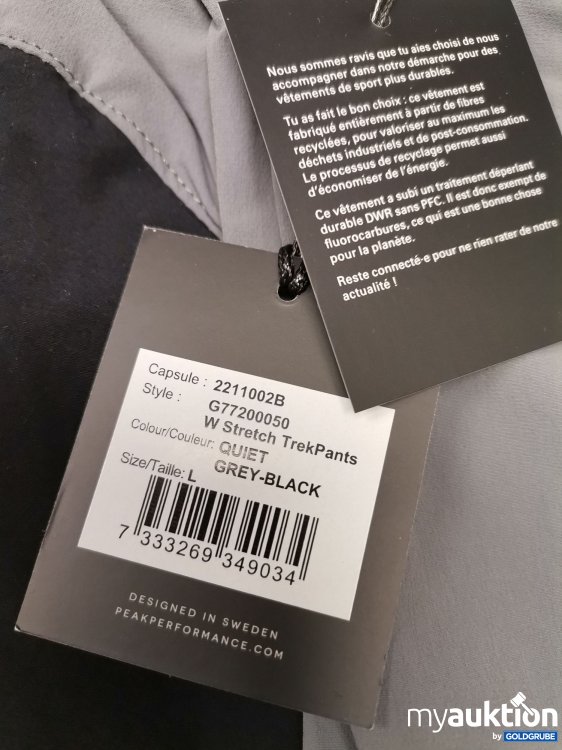 Nous sommes ravis que tu aies choisi de nous
accompagner dans notre démarche pour des
vêtements de sport plus durables.
Tu as fait le bon choix : ce vêtement est
fabriqué entièrement à partir de fibres
recyclées, pour valoriser au maximum les
déchets industriels et de post-consommation.
Le processus de recyclage permet aussi
d'économiser de l'énergie.
Ce vêtement a subi un traitement déperlant
durable DWR sans PFC. Il est donc exempt de
fluorocarbures, ce qui est une bonne chose
pour la planète.
Reste connecté·e pour ne rien rater de notre
actualité !
Capsule : 2211002B
Style : G77200050
W Stretch TrekPants
Colour/Couleur: QUIET
GREY-BLACK
Size/Taille: L
7 333269 349034
DESIGNED IN SWEDEN
PEAKPERFORMANCE.COM
myauktion
by GOLDGRUBE